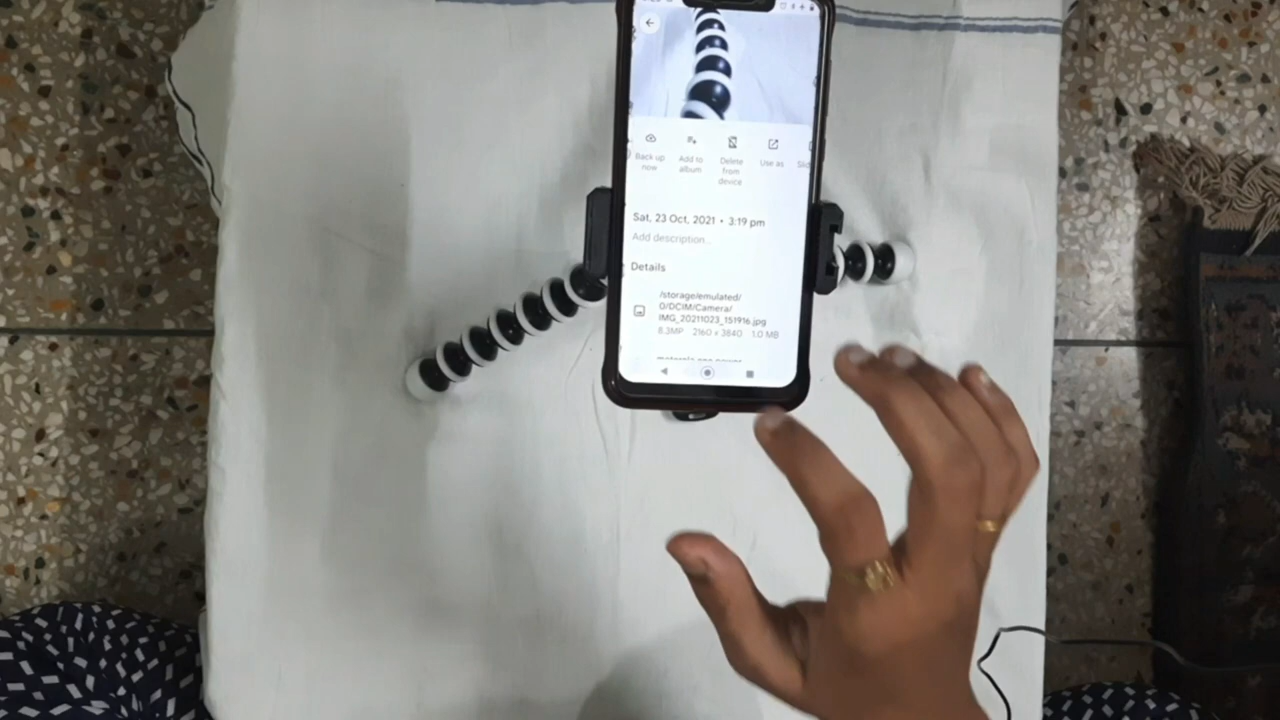 Back up now
Add to album
Delete from device
Use as
Sat, 23 Oct, 2021 • 3:19 pm
Add description...
Details
/storage/emulated/
0/DCIM/Camera/
IMG_20211023_151916.jpg
8.3MP 2160 x 3840 1.0 MB